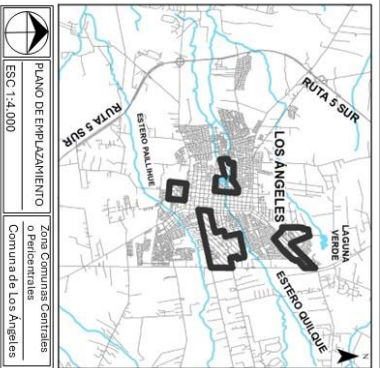 RUTA 5 SUR
LOS ÁNGELES
LAGUNA
VERDE
ESTERO PAILLIHUE
RUTA 5 SUR
ESTERO QUILQUE
N
PLANO DE EMPLAZAMIENTO
ESC 1:4.000
Zona Comunas Centrales
o Pericentrales
Comuna de Los Ángeles